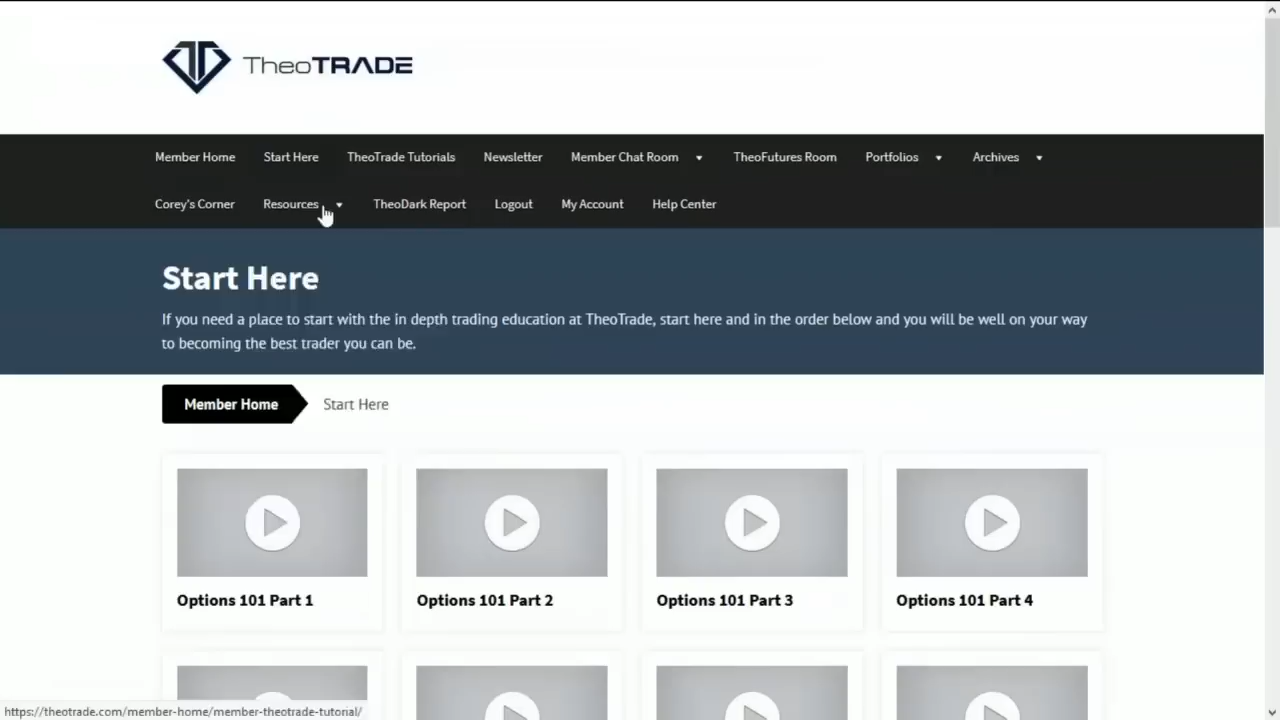 TheoTRADE
Member Home Start Here TheoTrade Tutorials Newsletter Member Chat Room TheoFutures Room Portfolios Archives
Corey's Corner Resources TheoDark Report Logout My Account Help Center
Start Here
If you need a place to start with the in depth trading education at TheoTrade, start here and in the order below and you will be well on your way
to becoming the best trader you can be.
Member Home Start Here
Options 101 Part 1 Options 101 Part 2 Options 101 Part 3 Options 101 Part 4
https://theotrade.com/member-home/member-theotrade-tutorial/